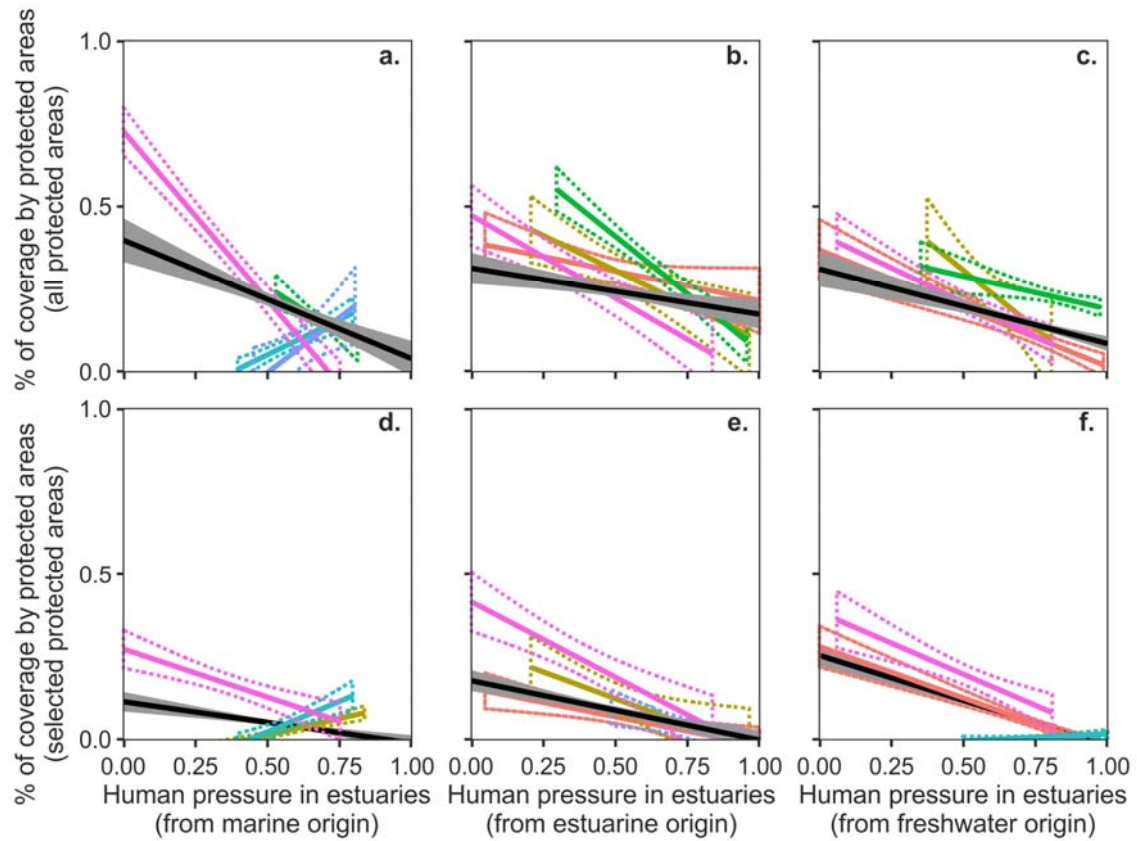 % of coverage by protected areas
(all protected areas)
1.0
0.5
0.0
a.
b.
c.
% of coverage by protected areas
(selected protected areas)
1.0
0.5
0.0
d.
e.
f.
0.00 0.25 0.50 0.75 1.00
0.00 0.25 0.50 0.75 1.00
0.00 0.25 0.50 0.75 1.00
Human pressure in estuaries
(from marine origin)
Human pressure in estuaries
(from estuarine origin)
Human pressure in estuaries
(from freshwater origin)